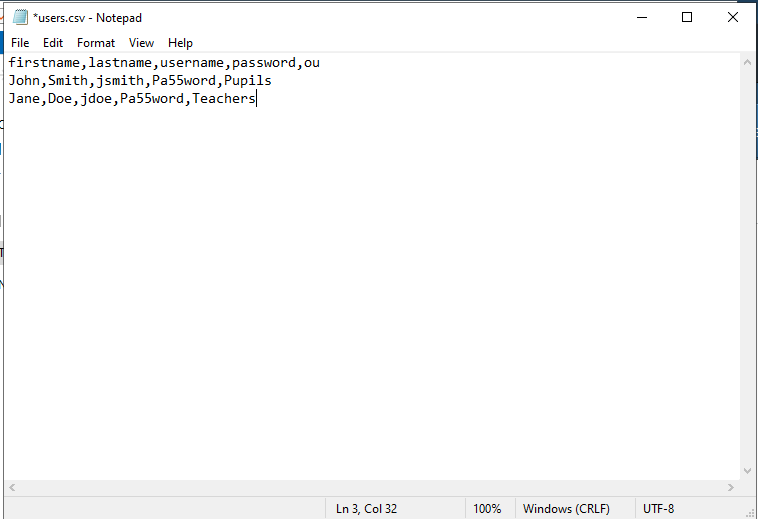 *users.csv - Notepad
File Edit Format View Help
firstname,lastname,username,password,ou
John,Smith,jsmith,Pa55word,Pupils
Jane,Doe,jdoe,Pa55word,Teachers
Ln 3, Col 32 100% Windows (CRLF) UTF-8